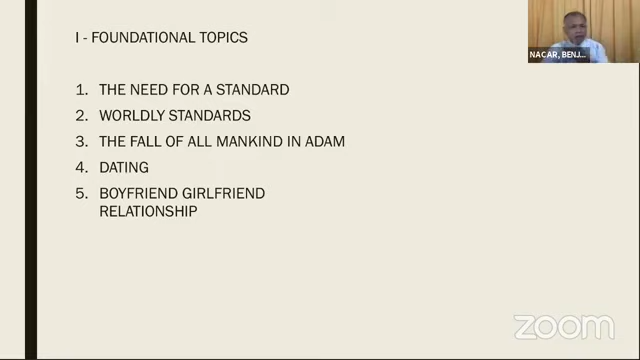 I - FOUNDATIONAL TOPICS
NACAR, BENJ...
1. THE NEED FOR A STANDARD
2. WORLDLY STANDARDS
3. THE FALL OF ALL MANKIND IN ADAM
4. DATING
5. BOYFRIEND GIRLFRIEND
RELATIONSHIP
zoom